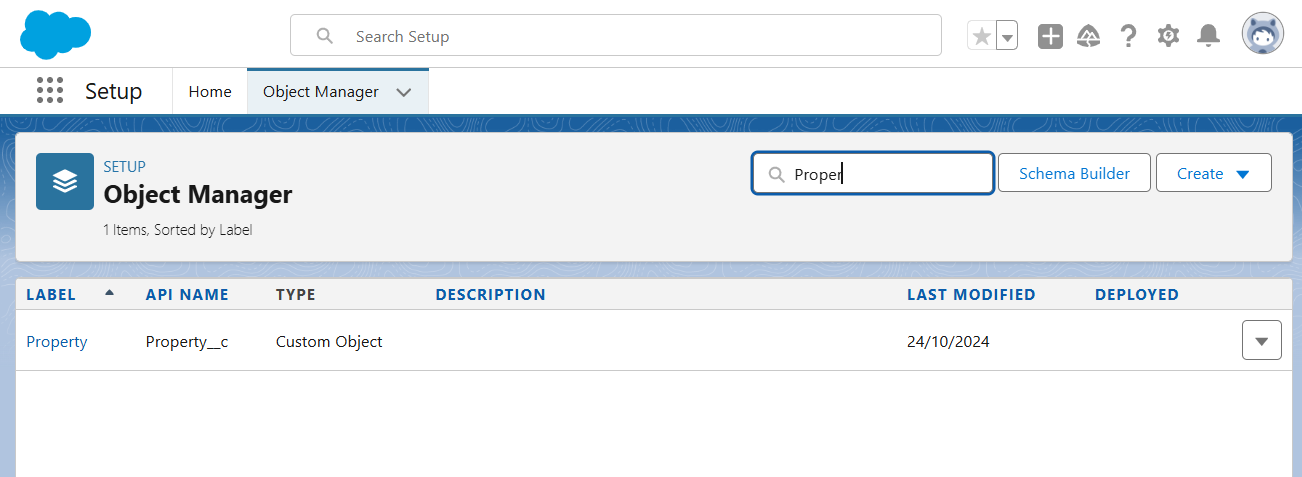 Search Setup
Setup
Home
Object Manager
SETUP
Object Manager
1 Items, Sorted by Label
Proper
Schema Builder
Create
LABEL API NAME TYPE DESCRIPTION LAST MODIFIED DEPLOYED
Property Property__c Custom Object 24/10/2024